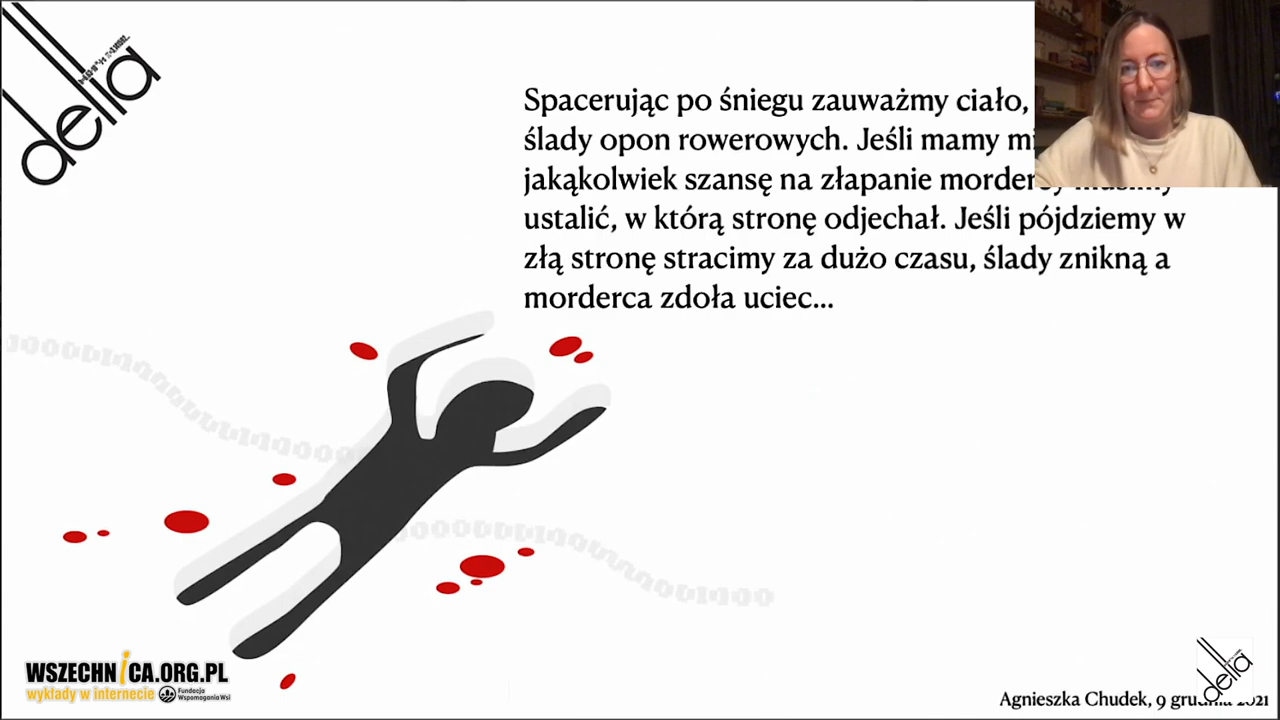 delta
Spacerując po śniegu zauważmy ciało,
ślady opon rowerowych. Jeśli mamy
jakąkolwiek szansę na złapanie mordercy musimy
ustalić, w którą stronę odjechał. Jeśli pójdziemy w
złą stronę stracimy za dużo czasu, ślady znikną a
morderca zdoła uciec...
WSZECHNICA.ORG.PL
wykłady w internecie
Fundacja
Wspomagania Wsi
delta
Agnieszka Chudek, 9 grudnia 2021